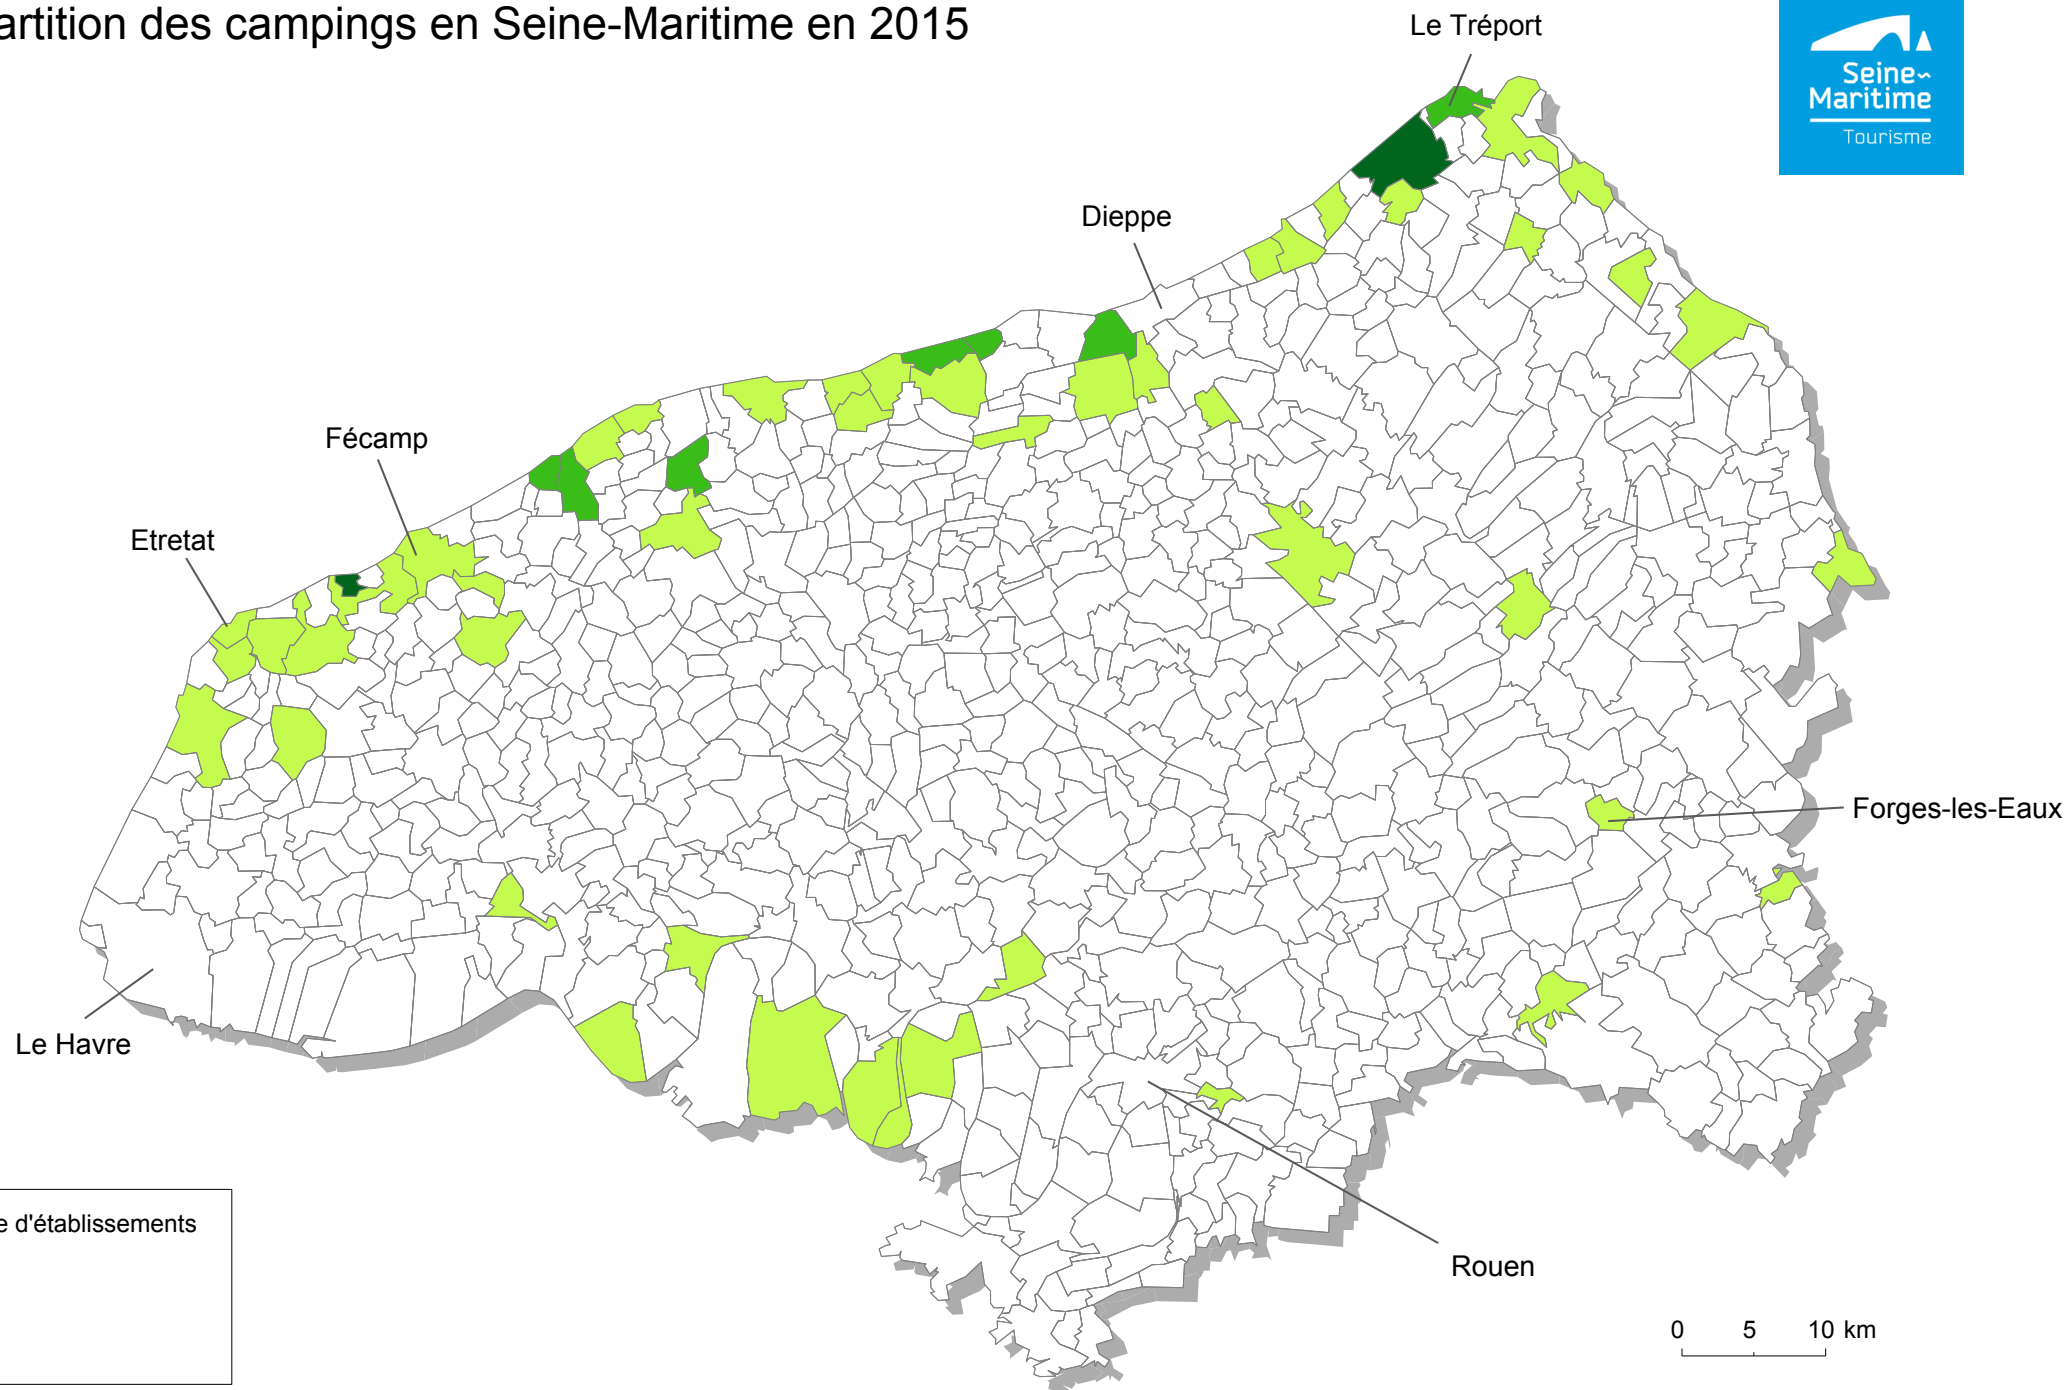 artition des campings en Seine-Maritime en 2015
Le Tréport
Seine~
Maritime
Tourisme
Dieppe
Fécamp
Etretat
Forges-les-Eaux
Le Havre
e d'établissements
Rouen
0 5 10 km